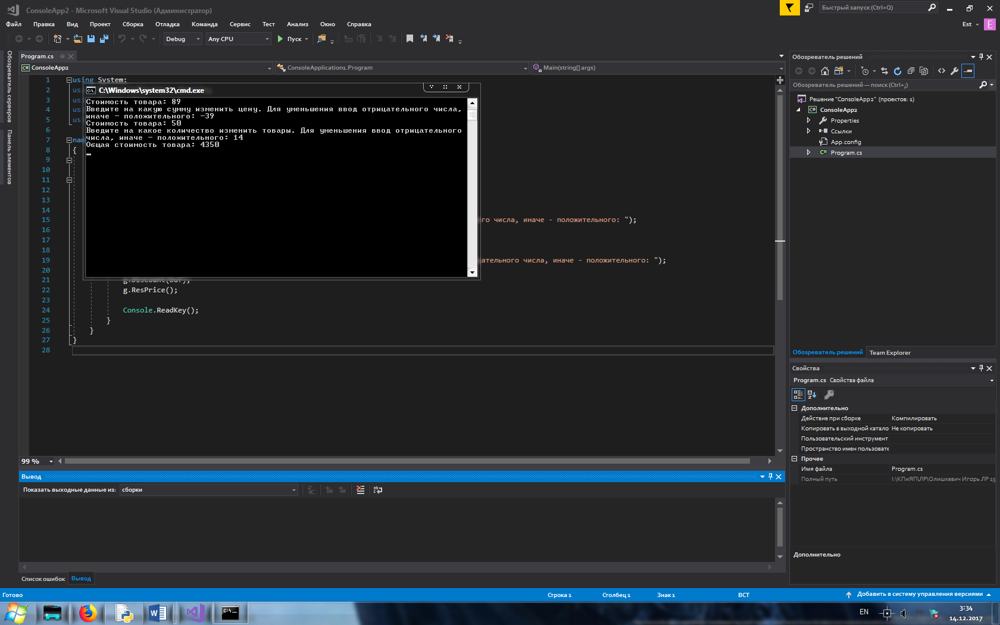 ConsoleApp2 - Microsoft Visual Studio (Администратор)
Быстрый запуск (Ctrl+Q)
Файл Правка Вид Проект Сборка Отладка Команда Сервис Тест Анализ Окно Справка
Est E
Debug Any CPU Пуск
Обозреватель серверов
Панель элементов
Program.cs
C# ConsoleApp2 ConsoleApplication1.Program Main(string[] args)
1 using System;
2 us
3 us
4 us
5 us
6
7 nam
8 {
9
10
11
12
13
14
15 го числа, иначе - положительного: ");
16
17
18
19 ательного числа, иначе - положительного: ");
20
21 g.Discount(buf);
22 g.ResPrice();
23
24 Console.ReadKey();
25 }
26 }
27 }
28
C:\Windows\system32\cmd.exe
Стоимость товара: 89
Введите на какую сумму изменить цену. Для уменьшения ввод отрицательного числа,
иначе - положительного: -39
Стоимость товара: 50
Введите на какое количество изменить товары. Для уменьшения ввод отрицательного
числа, иначе - положительного: 14
Общая стоимость товара: 4350
99 %
Вывод
Показать выходные данные из: сборки
Список ошибок Вывод
Обозреватель решений
Обозреватель решений — поиск (Ctrl+;)
Решение "ConsoleApp2" (проектов: 1)
C# ConsoleApp2
Properties
Ссылки
App.config
C# Program.cs
Обозреватель решений Team Explorer
Свойства
Program.cs Свойства файла
Дополнительно
Действие при сборке Компилировать
Копировать в выходной катало Не копировать
Пользовательский инструмент
Пространство имен пользовате
Прочее
Имя файла Program.cs
Полный путь I:\КПиЯП\ЛР\Олишкевич Игорь ЛР 15
Дополнительно
Готово Строка 1 Столбец 1 Знак 1 ВСТ Добавить в систему управления версиями
EN 3:34
14.12.2017